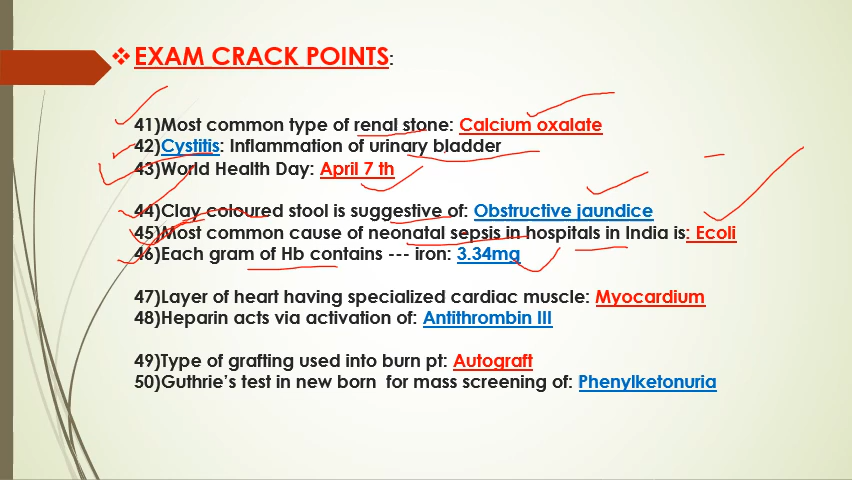 ❖ EXAM CRACK POINTS:
41)Most common type of renal stone: Calcium oxalate
42)Cystitis: Inflammation of urinary bladder
43)World Health Day: April 7 th
44)Clay coloured stool is suggestive of: Obstructive jaundice
45)Most common cause of neonatal sepsis in hospitals in India is: Ecoli
46)Each gram of Hb contains --- iron: 3.34mg
47)Layer of heart having specialized cardiac muscle: Myocardium
48)Heparin acts via activation of: Antithrombin III
49)Type of grafting used into burn pt: Autograft
50)Guthrie's test in new born for mass screening of: Phenylketonuria